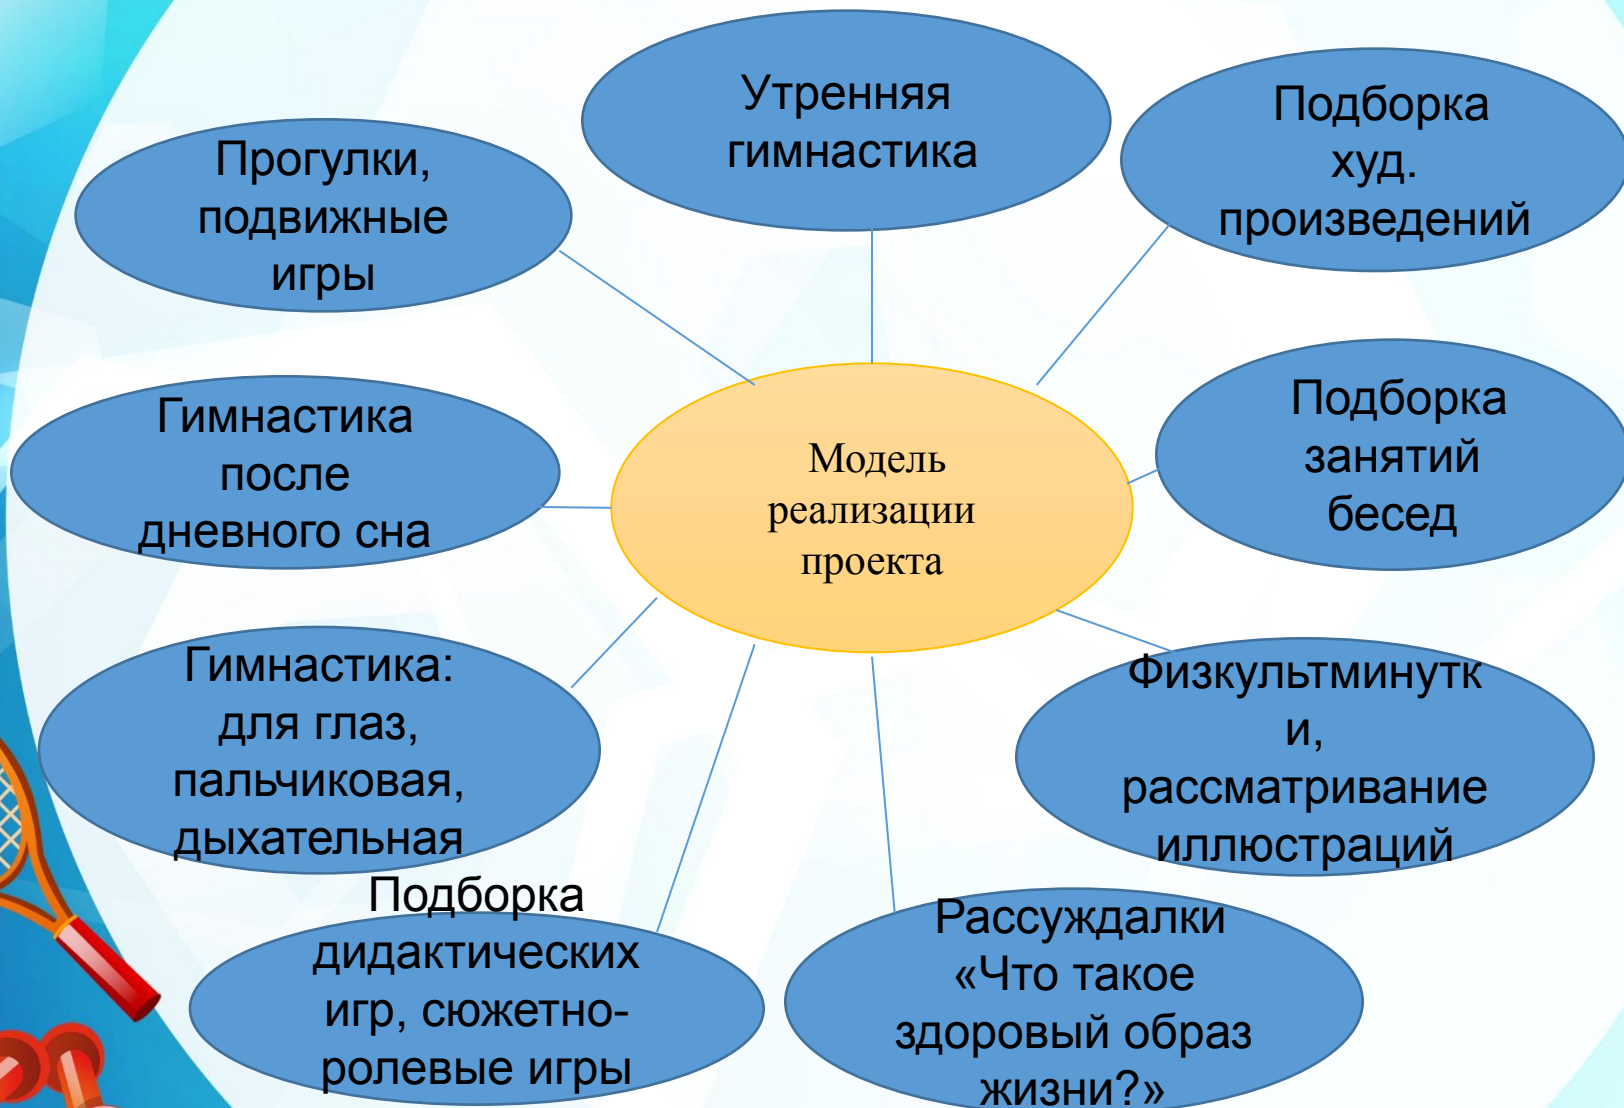 Утренняя
гимнастика
Подборка
худ.
произведений
Прогулки,
подвижные
игры
Гимнастика
после
дневного сна
Модель
реализации
проекта
Подборка
занятий
бесед
Гимнастика:
для глаз,
пальчиковая,
дыхательная
Физкультминутк
и,
рассматривание
иллюстраций
Подборка
дидактических
игр, сюжетно-
ролевые игры
Рассуждалки
«Что такое
здоровый образ
жизни?»